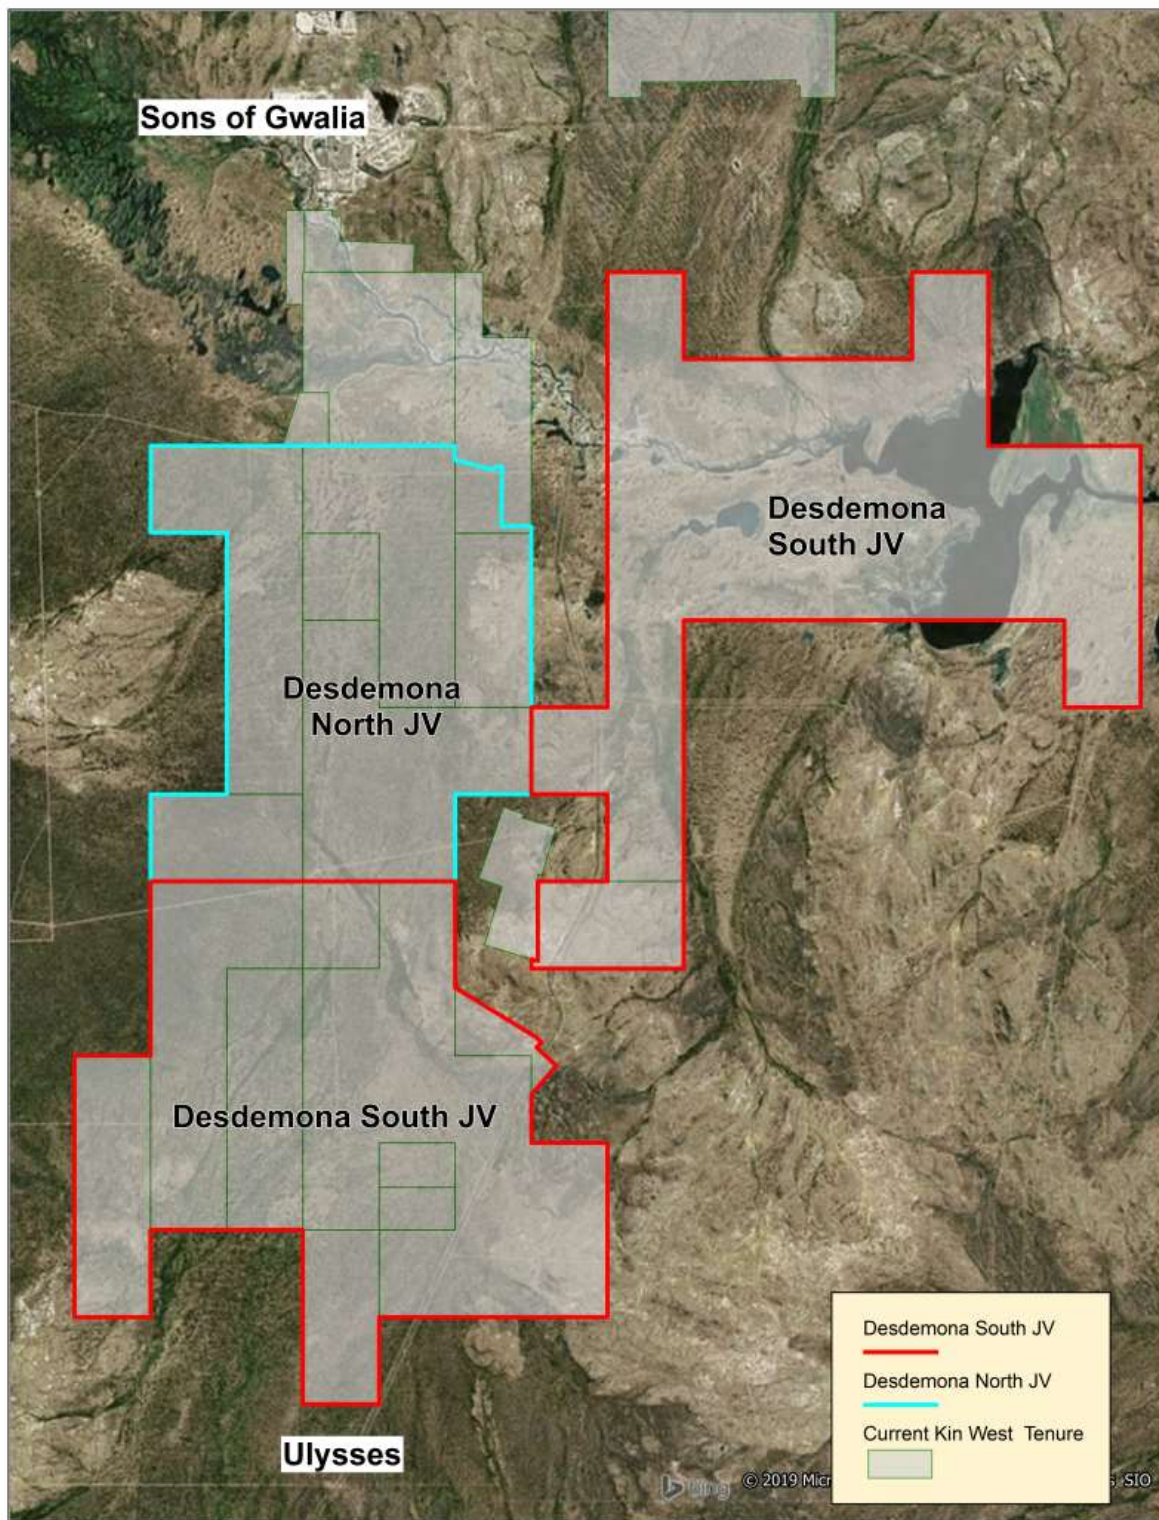 Sons of Gwalia
Desdemona
South JV
Desdemona
North JV
Desdemona South JV
Ulysses
Desdemona South JV
Desdemona North JV
Current Kin West Tenure
bing © 2019 SIO